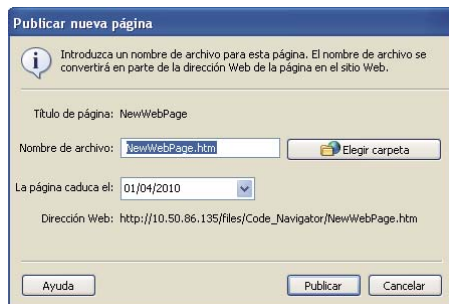 Publicar nueva página
Introduzca un nombre de archivo para esta página. El nombre de archivo se
convertirá en parte de la dirección Web de la página en el sitio Web.
Título de página: NewWebPage
Nombre de archivo: NewWebPage.htm Elegir carpeta
La página caduca el: 01/04/2010
Dirección Web: http://10.50.86.135/files/Code_Navigator/NewWebPage.htm
Ayuda Publicar Cancelar